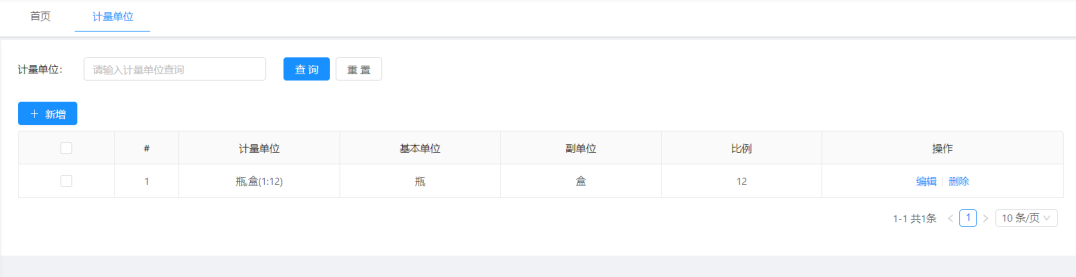 首页 计量单位
计量单位: 请输入计量单位查询 查 询 重 置
+ 新增
# 计量单位 基本单位 副单位 比例 操作
1 瓶,盒(1:12) 瓶 盒 12 编辑 删除
1-1 共1条 < 1 > 10 条/页